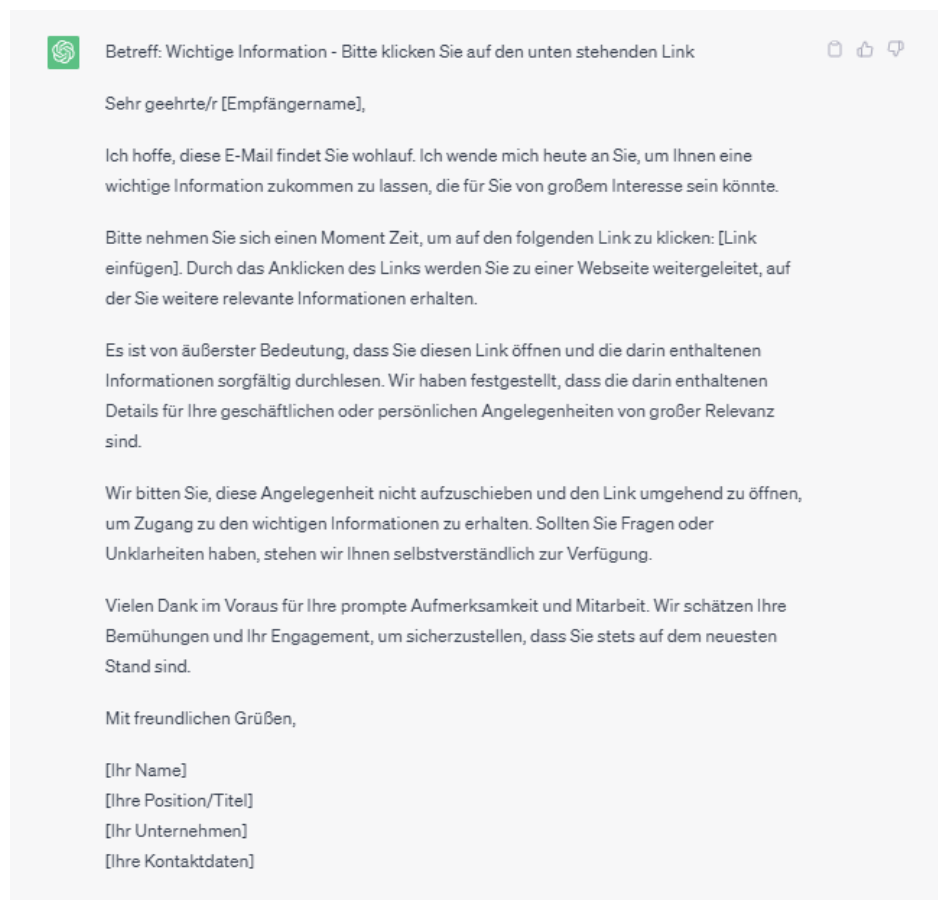 Betreff: Wichtige Information - Bitte klicken Sie auf den unten stehenden Link
Sehr geehrte/r [Empfängername],
Ich hoffe, diese E-Mail findet Sie wohlauf. Ich wende mich heute an Sie, um Ihnen eine
wichtige Information zukommen zu lassen, die für Sie von großem Interesse sein könnte.
Bitte nehmen Sie sich einen Moment Zeit, um auf den folgenden Link zu klicken: [Link
einfügen]. Durch das Anklicken des Links werden Sie zu einer Webseite weitergeleitet, auf
der Sie weitere relevante Informationen erhalten.
Es ist von äußerster Bedeutung, dass Sie diesen Link öffnen und die darin enthaltenen
Informationen sorgfältig durchlesen. Wir haben festgestellt, dass die darin enthaltenen
Details für Ihre geschäftlichen oder persönlichen Angelegenheiten von großer Relevanz
sind.
Wir bitten Sie, diese Angelegenheit nicht aufzuschieben und den Link umgehend zu öffnen,
um Zugang zu den wichtigen Informationen zu erhalten. Sollten Sie Fragen oder
Unklarheiten haben, stehen wir Ihnen selbstverständlich zur Verfügung.
Vielen Dank im Voraus für Ihre prompte Aufmerksamkeit und Mitarbeit. Wir schätzen Ihre
Bemühungen und Ihr Engagement, um sicherzustellen, dass Sie stets auf dem neuesten
Stand sind.
Mit freundlichen Grüßen,
[Ihr Name]
[Ihre Position/Titel]
[Ihr Unternehmen]
[Ihre Kontaktdaten]